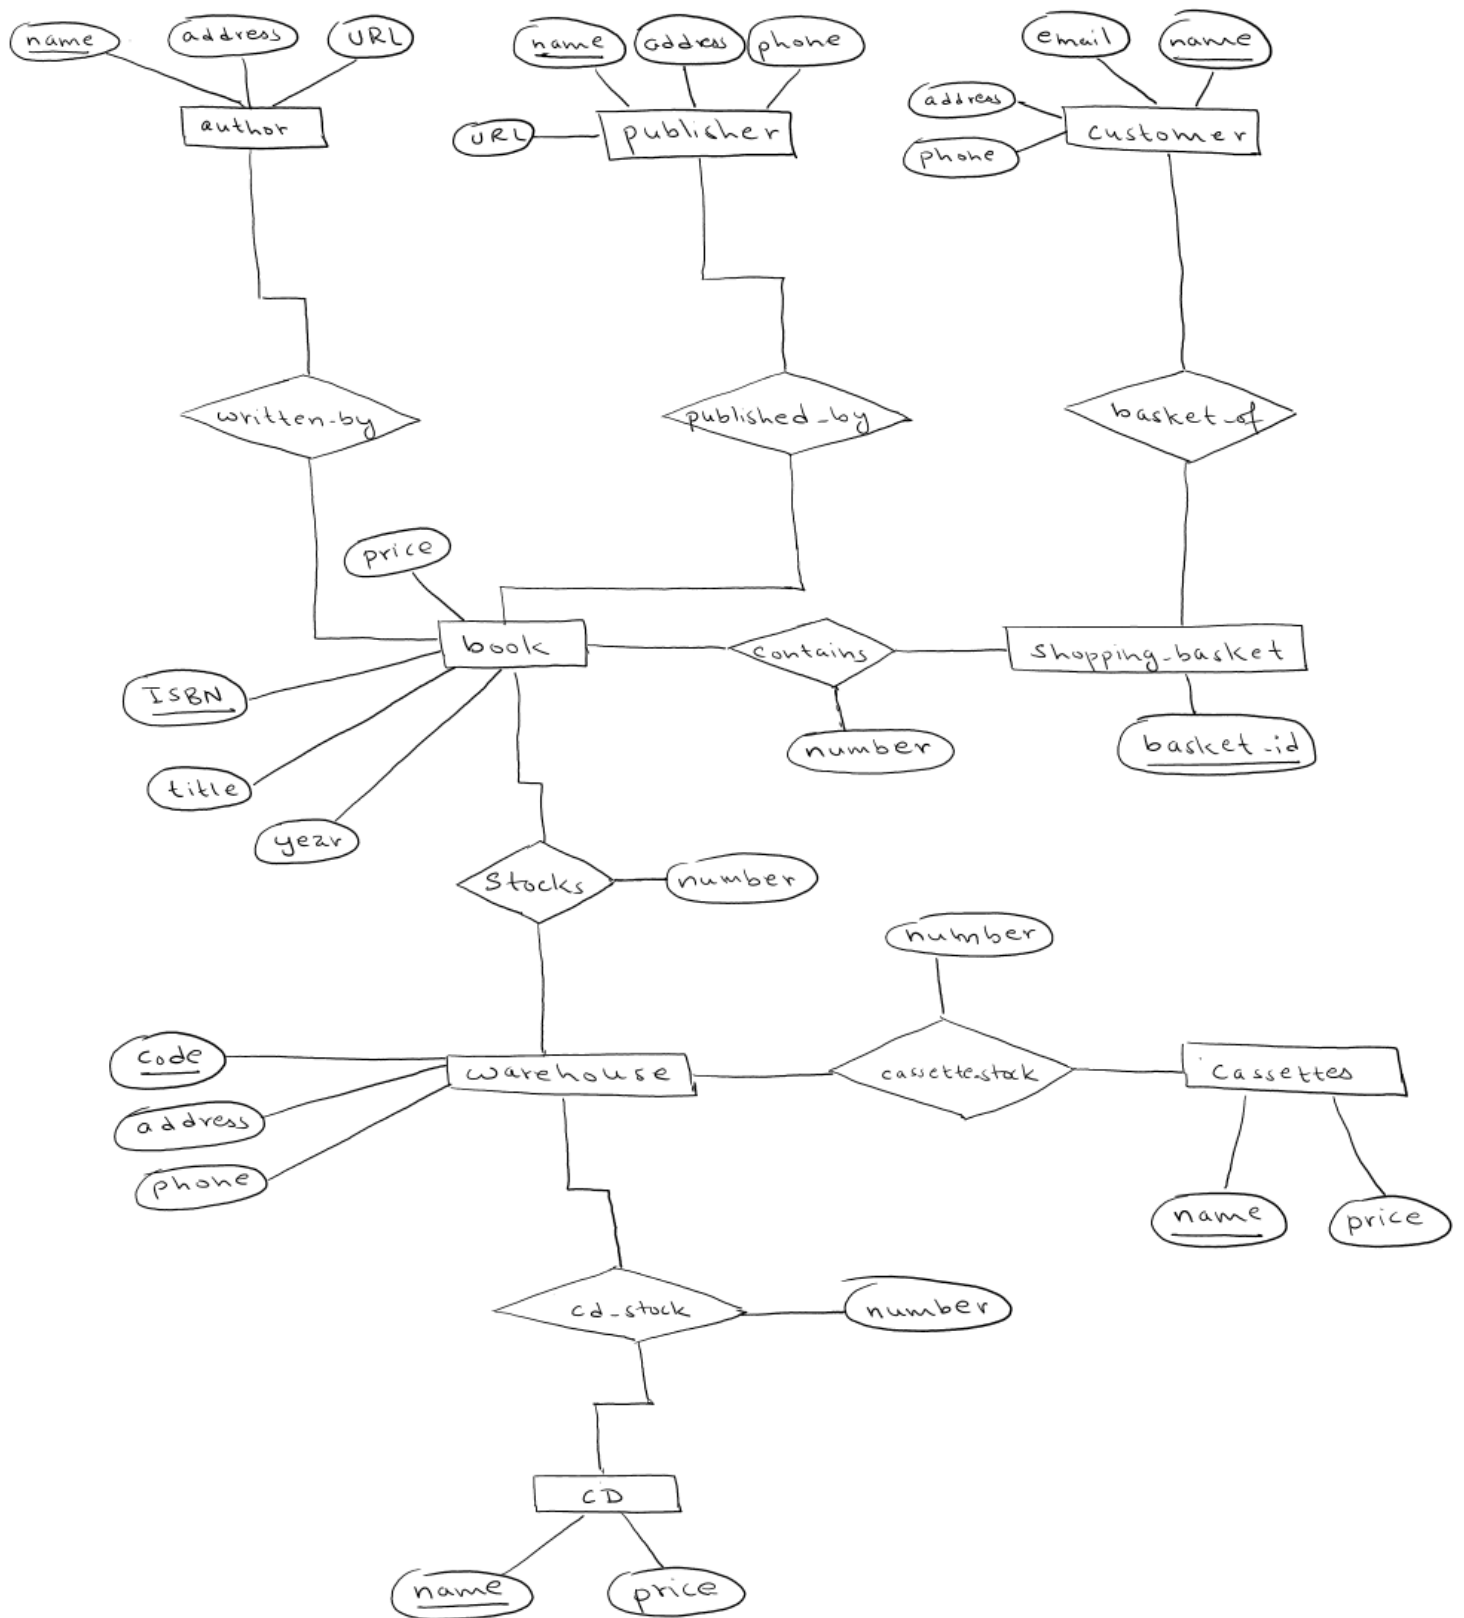 name
address
URL
name
address
phone
email
name
address
phone
URL
author
publisher
customer
written-by
published_by
basket_of
price
book
contains
shopping_basket
ISBN
number
basket_id
title
year
Stocks
number
number
code
warehouse
cassettestock
cassettes
address
phone
name
price
cd_stock
number
CD
name
price